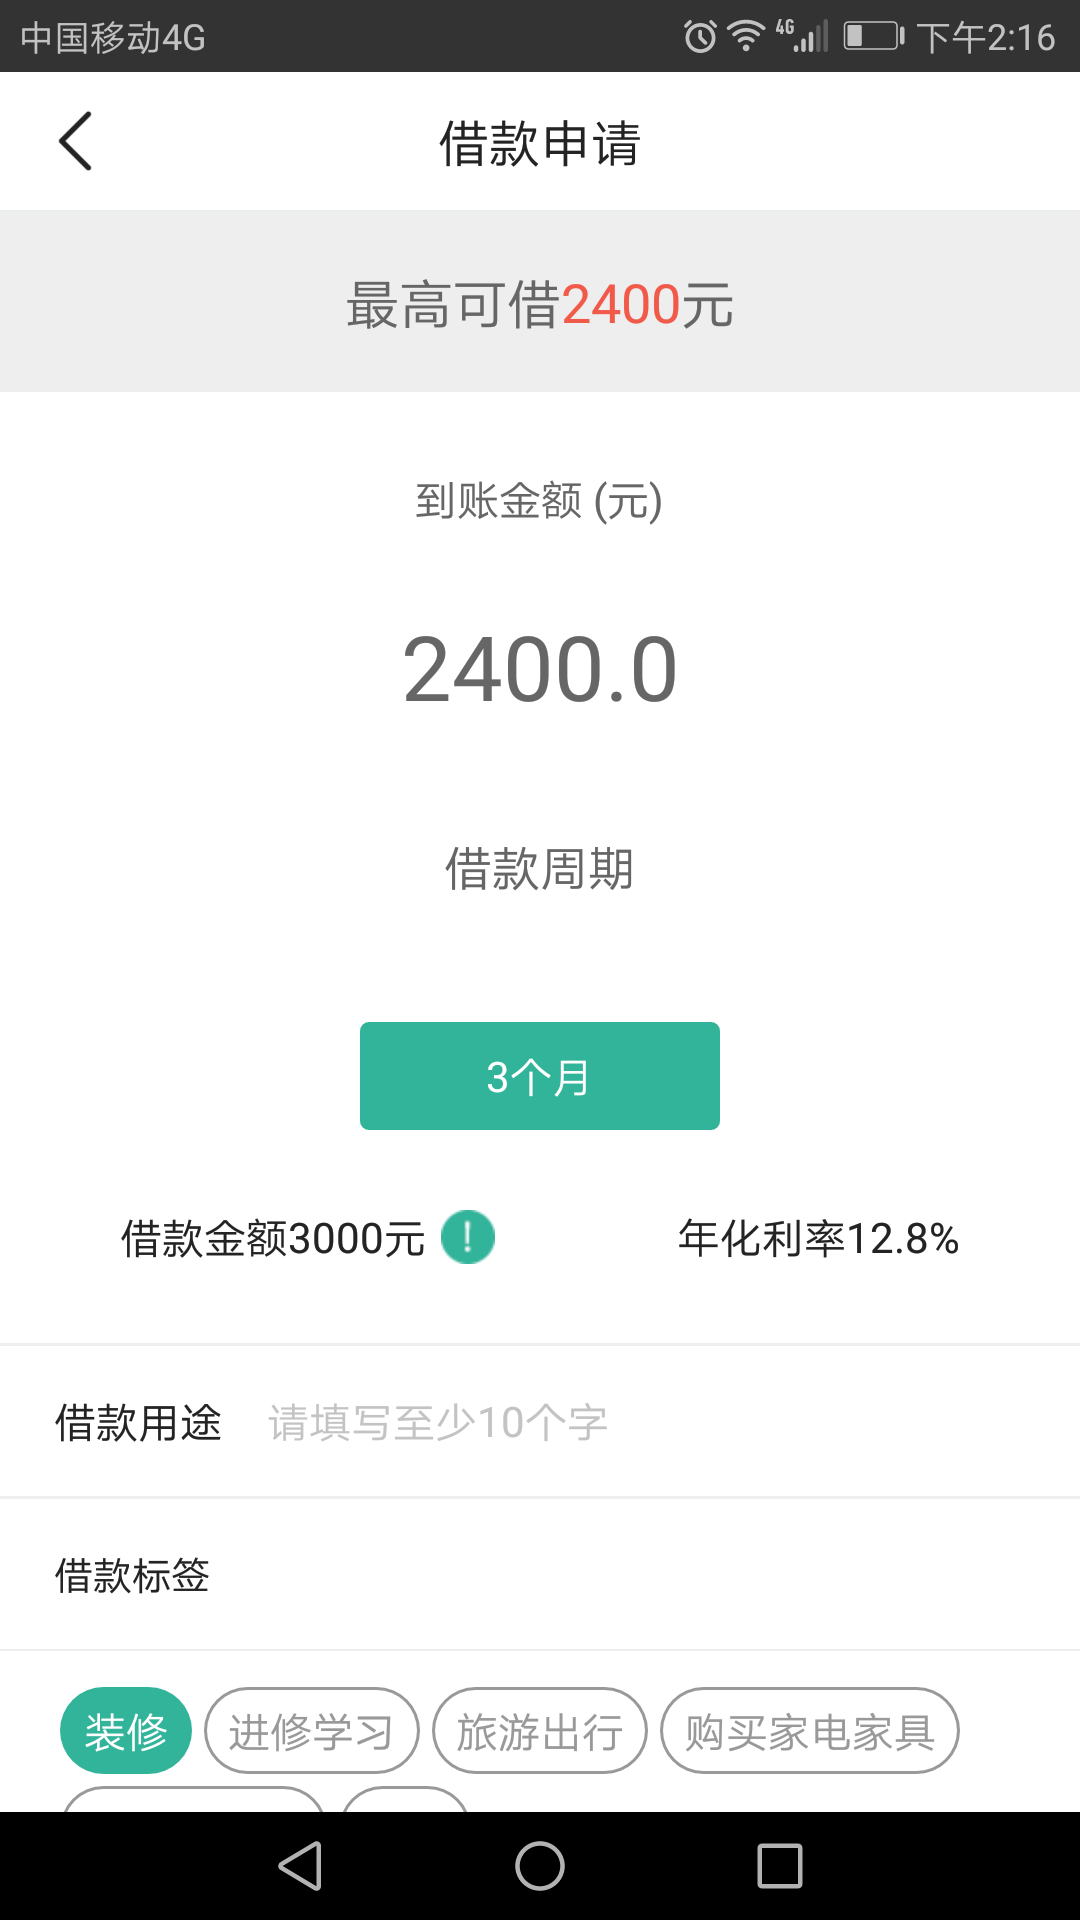 中国移动4G 4G 下午2:16
借款申请
最高可借2400元
到账金额 (元)
2400.0
借款周期
3个月
借款金额3000元 ! 年化利率12.8%
借款用途 请填写至少10个字
借款标签
装修 进修学习 旅游出行 购买家电家具